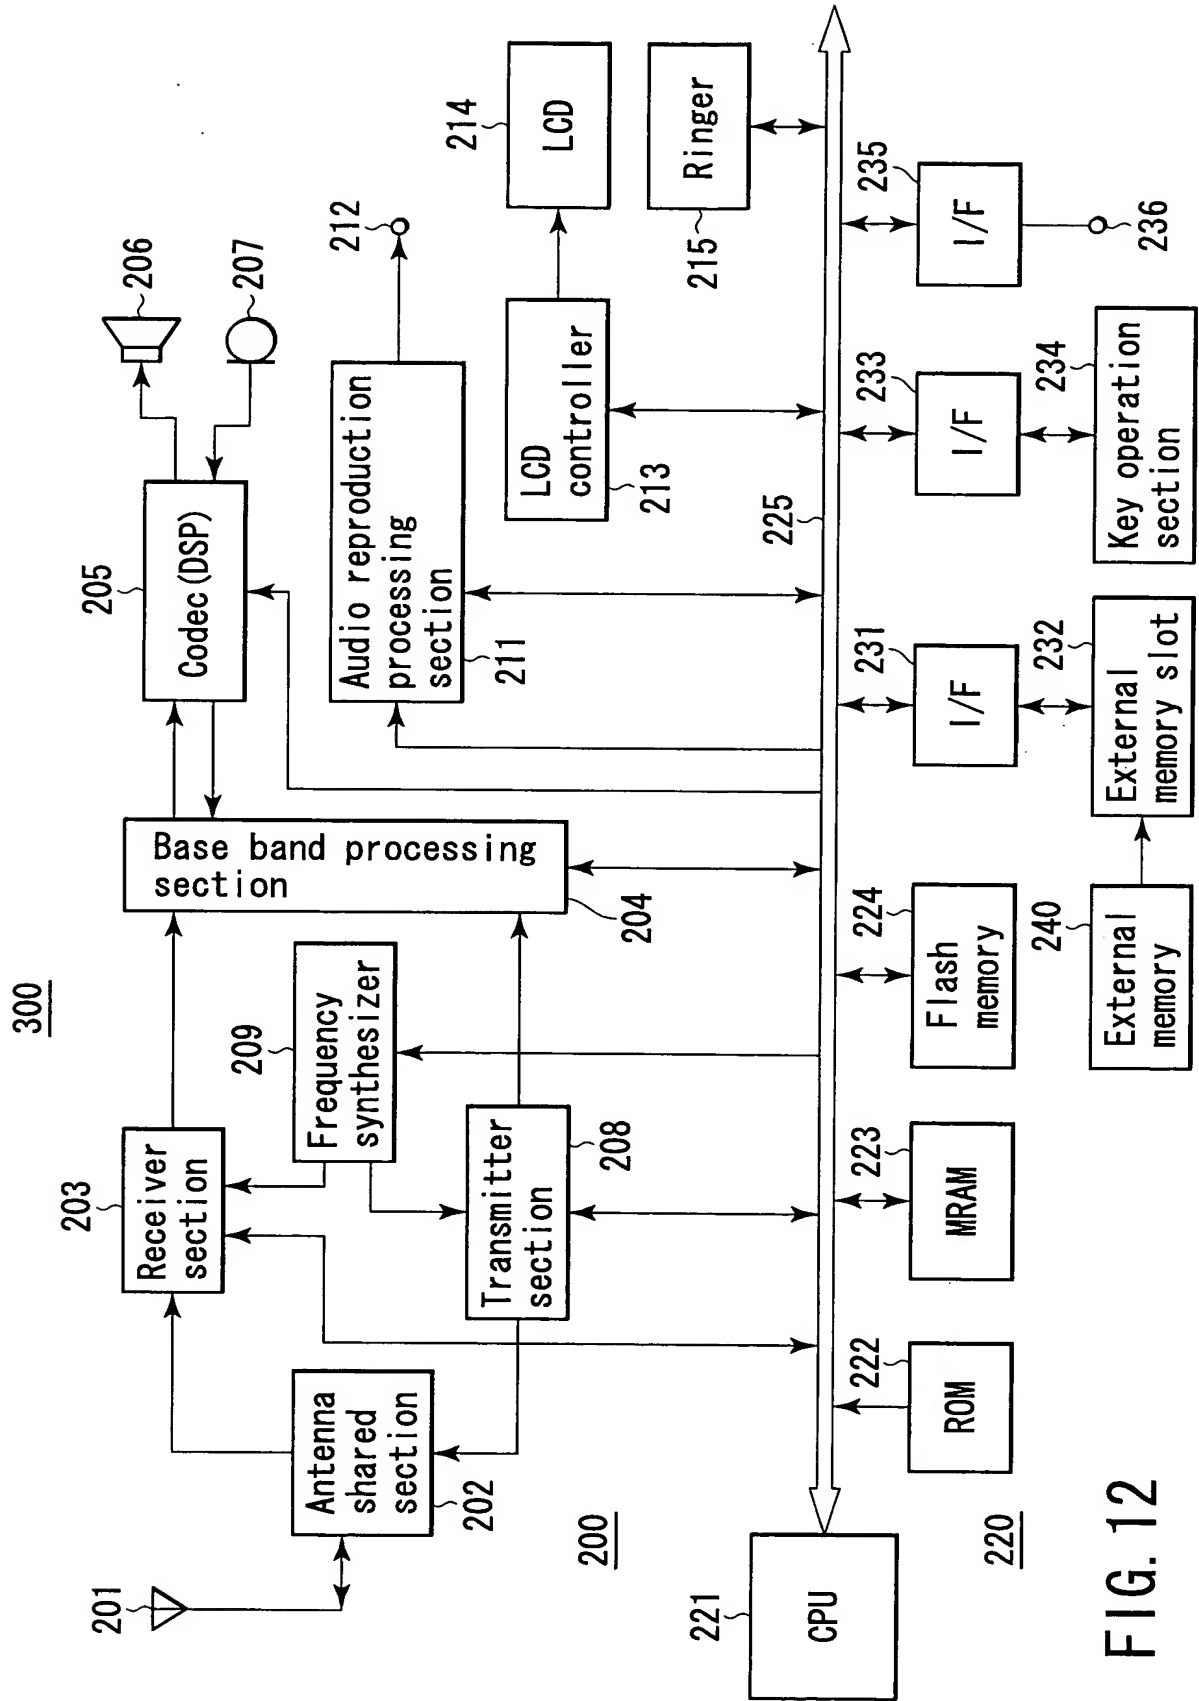 300
201
Antenna
shared
section
202
203
Receiver
section
209
Frequency
synthesizer
Transmitter
section
208
Base band processing
section
204
205
Codec(DSP)
206
207
Audio reproduction
processing
section
211
212
LCD
controller
213
214
LCD
Ringer
215
200
221
CPU
225
222
ROM
223
MRAM
224
Flash
memory
231
I/F
233
I/F
235
I/F
240
External
memory
232
External
memory slot
234
Key operation
section
236
220
FIG. 12